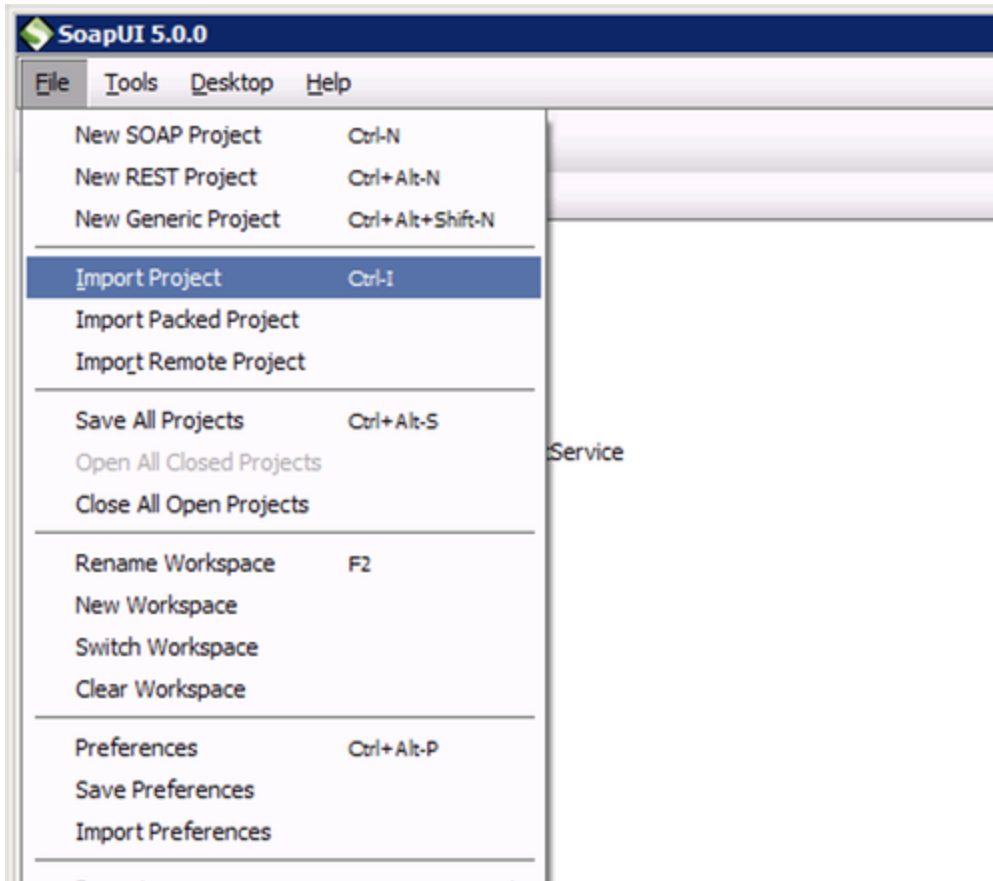 SoapUI 5.0.0
File Tools Desktop Help
New SOAP Project Ctrl-N
New REST Project Ctrl+Alt-N
New Generic Project Ctrl+Alt+Shift-N
Import Project Ctrl-I
Import Packed Project
Import Remote Project
Save All Projects Ctrl+Alt-S
Open All Closed Projects
Service
Close All Open Projects
Rename Workspace F2
New Workspace
Switch Workspace
Clear Workspace
Preferences Ctrl+Alt-P
Save Preferences
Import Preferences